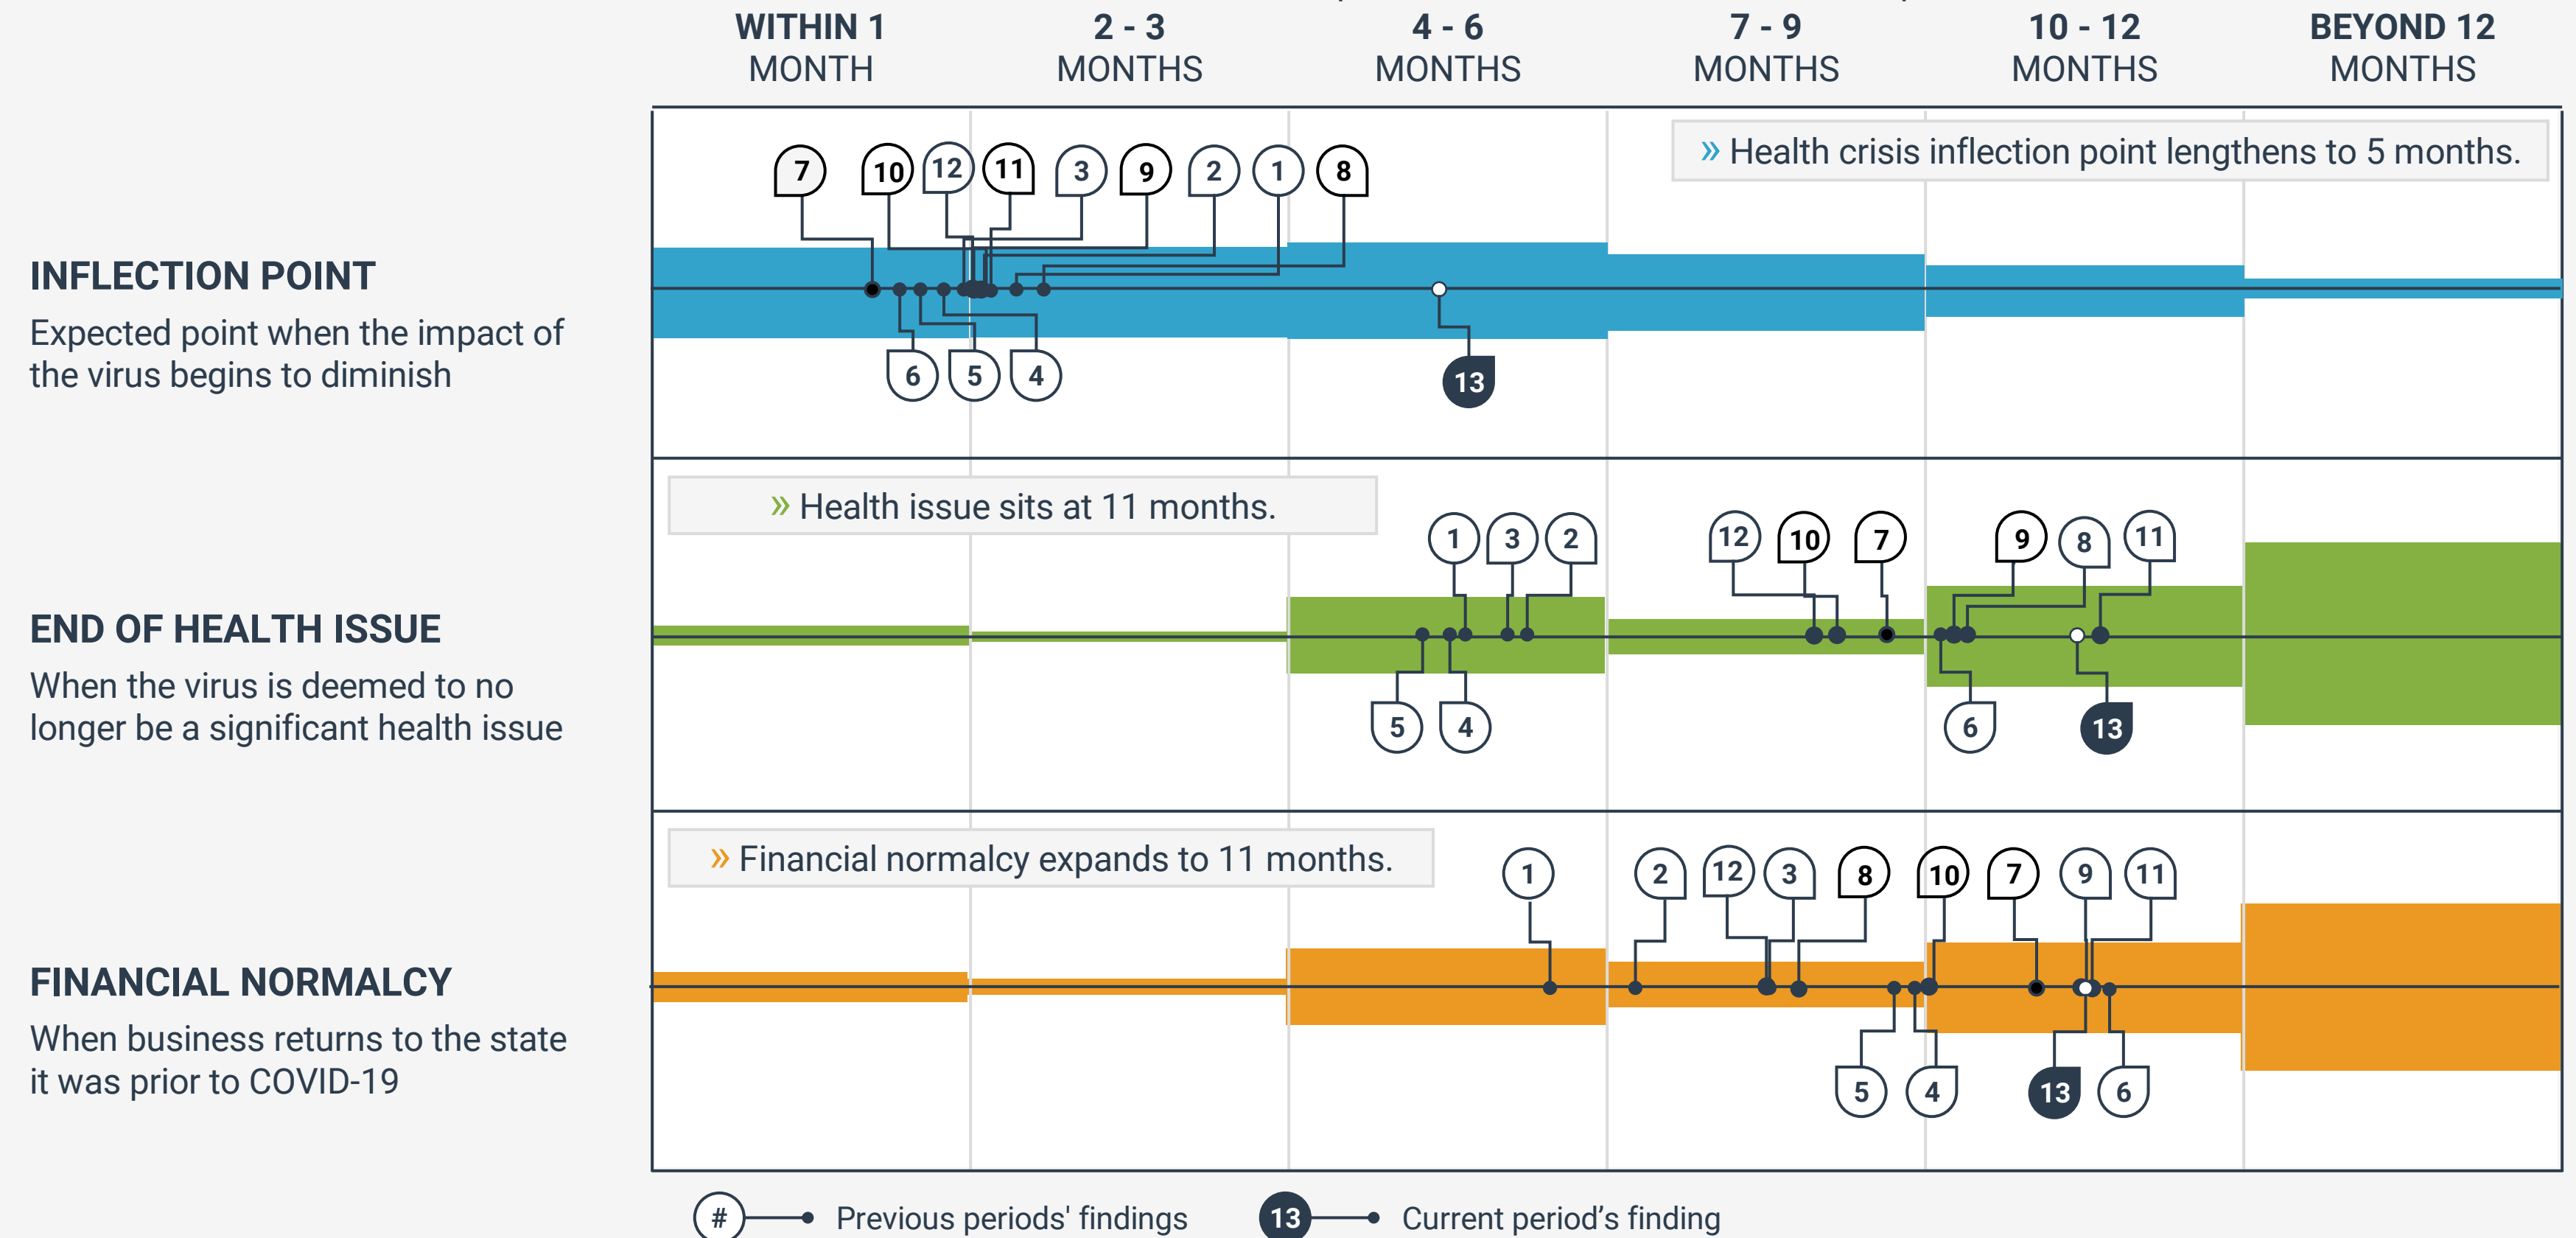 WITHIN 1
MONTH
2 - 3
MONTHS
4 - 6
MONTHS
7 - 9
MONTHS
10 - 12
MONTHS
BEYOND 12
MONTHS
INFLECTION POINT
Expected point when the impact of
the virus begins to diminish
» Health crisis inflection point lengthens to 5 months.
7 10 12 11 3 9 2 1 8
6 5 4 13
END OF HEALTH ISSUE
When the virus is deemed to no
longer be a significant health issue
» Health issue sits at 11 months.
1 3 2 12 10 7 9 8 11
5 4 6 13
FINANCIAL NORMALCY
When business returns to the state
it was prior to COVID-19
» Financial normalcy expands to 11 months.
1 2 12 3 8 10 7 9 11
5 4 13 6
# Previous periods' findings
13 Current period’s finding